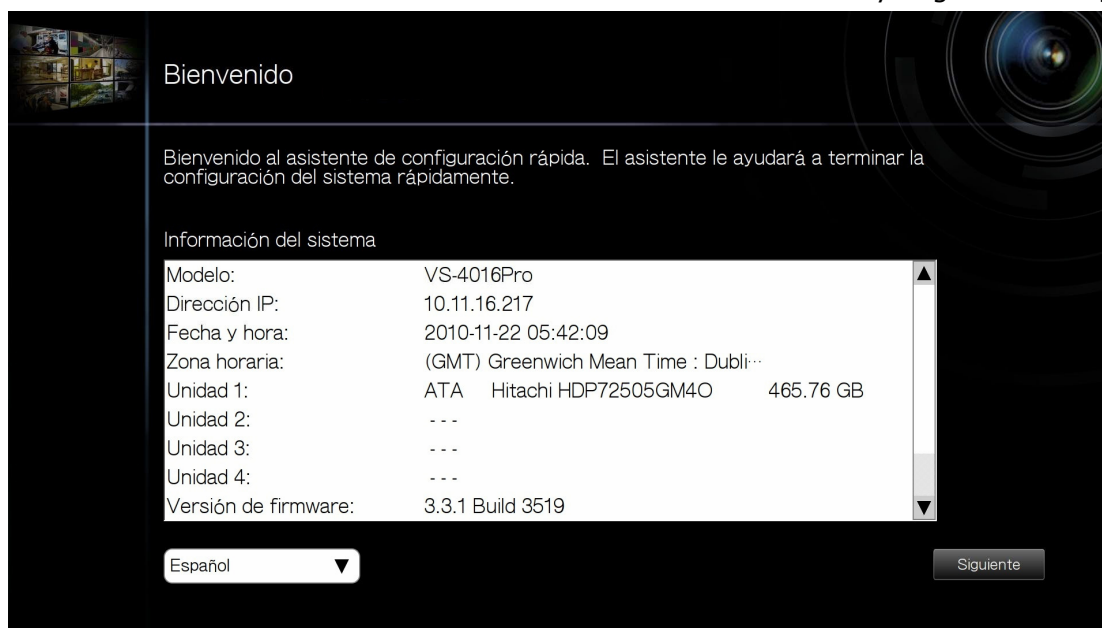 Bienvenido
Bienvenido al asistente de configuración rápida. El asistente le ayudará a terminar la
configuración del sistema rápidamente.
Información del sistema
Modelo: VS-4016Pro
Dirección IP: 10.11.16.217
Fecha y hora: 2010-11-22 05:42:09
Zona horaria: (GMT) Greenwich Mean Time : Dubli···
Unidad 1: ATA Hitachi HDP72505GM4O 465.76 GB
Unidad 2: - - -
Unidad 3: - - -
Unidad 4: - - -
Versión de firmware: 3.3.1 Build 3519
Español ▼
Siguiente